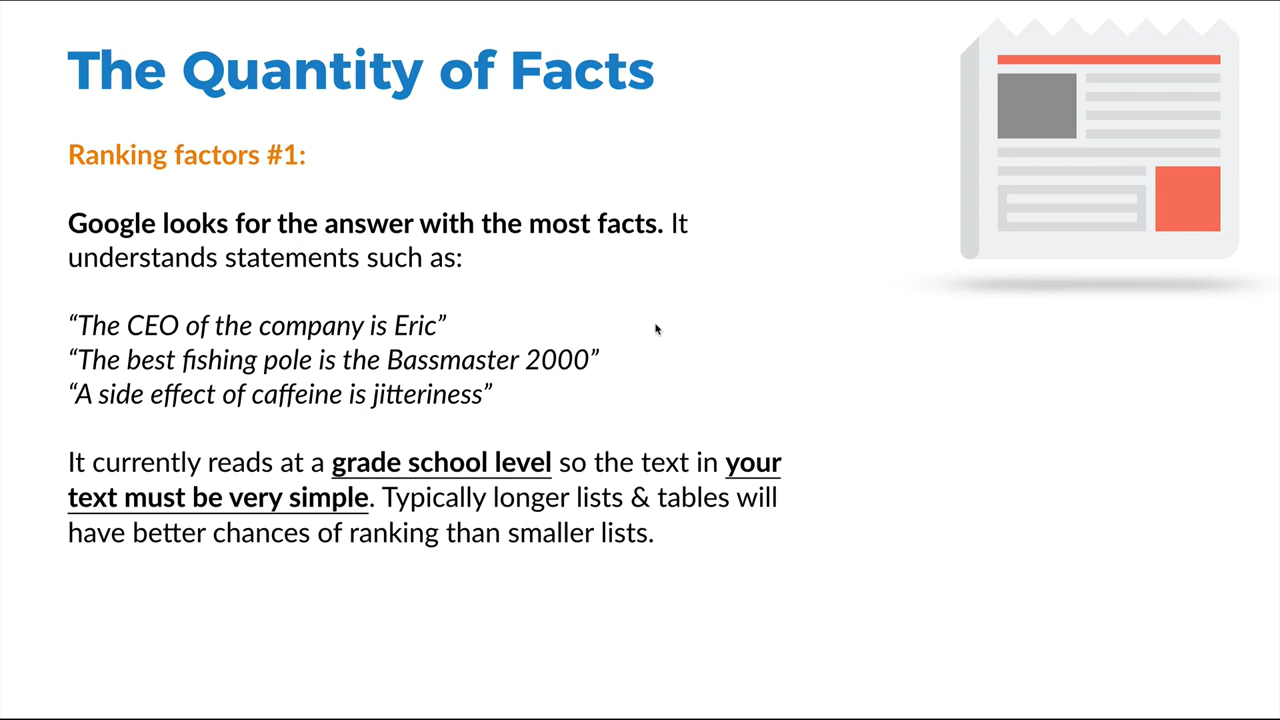 The Quantity of Facts
Ranking factors #1:
Google looks for the answer with the most facts. It
understands statements such as:
“The CEO of the company is Eric”
“The best fishing pole is the Bassmaster 2000”
“A side effect of caffeine is jitteriness”
It currently reads at a grade school level so the text in your
text must be very simple. Typically longer lists & tables will
have better chances of ranking than smaller lists.